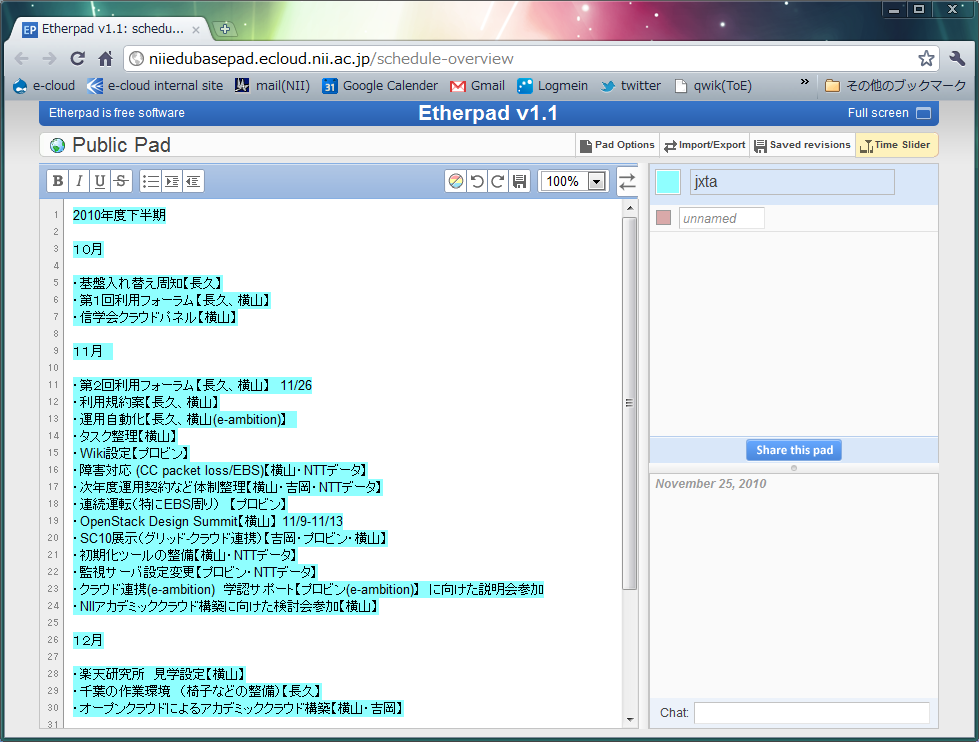 Etherpad v1.1: schedu...
niiedubasepad.ecloud.nii.ac.jp/schedule-overview
e-cloud e-cloud internal site mail(NII) Google Calender Gmail Logmein twitter qwik(ToE) » その他のブックマーク
Etherpad is free software Etherpad v1.1 Full screen
Public Pad Pad Options Import/Export Saved revisions Time Slider
B I U S 100% jxta
unnamed
1 2010年度下半期
2
3 10月
4
5 ・基盤入れ替え周知【長久】
6 ・第1回利用フォーラム【長久、横山】
7 ・信学会クラウドパネル【横山】
8
9 11月
10
11 ・第2回利用フォーラム【長久、横山】 11/26
12 ・利用規約案【長久、横山】
13 ・運用自動化【長久、横山(e-ambition)】
14 ・タスク整理【横山】
15 ・Wiki設定【プロビン】
16 ・障害対応 (CC packet loss/EBS)【横山・NTTデータ】
17 ・次年度運用契約など体制整理【横山・吉岡・NTTデータ】
18 ・連続運転(特にEBS周り) 【プロビン】
19 ・OpenStack Design Summit【横山】 11/9-11/13
20 ・SC10展示(グリッド-クラウド連携)【吉岡・プロビン・横山】
21 ・初期化ツールの整備【横山・NTTデータ】
22 ・監視サーバ設定変更【プロビン・NTTデータ】
23 ・クラウド連携(e-ambition) 学認サポート【プロビン(e-ambition)】 に向けた説明会参加
24 ・NIIアカデミッククラウド構築に向けた検討会参加【横山】
25
26 12月
27
28 ・楽天研究所 見学設定【横山】
29 ・千葉の作業環境 (椅子などの整備)【長久】
30 ・オープンクラウドによるアカデミッククラウド構築【横山・吉岡】
31
Share this pad
November 25, 2010
Chat: